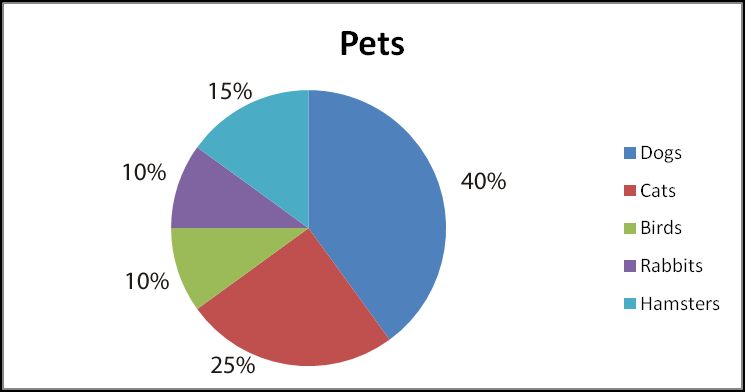 Pets
15%
40%
10%
10%
25%
Dogs
Cats
Birds
Rabbits
Hamsters